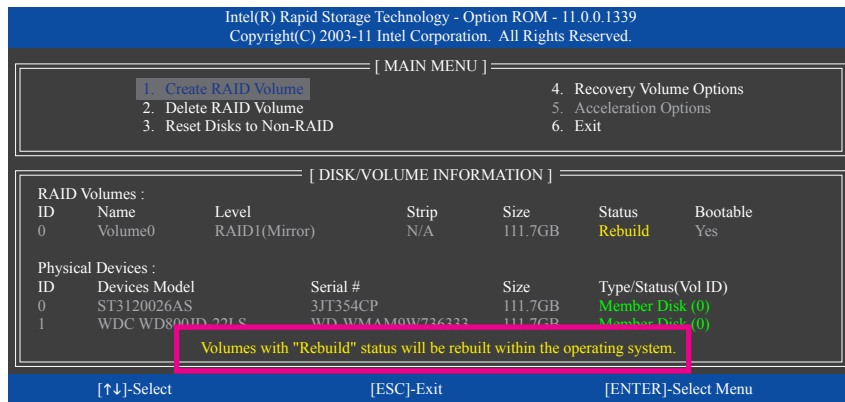 Intel(R) Rapid Storage Technology - Option ROM - 11.0.0.1339
Copyright(C) 2003-11 Intel Corporation. All Rights Reserved.
[ MAIN MENU ]
1. Create RAID Volume 4. Recovery Volume Options
2. Delete RAID Volume 5. Acceleration Options
3. Reset Disks to Non-RAID 6. Exit
[ DISK/VOLUME INFORMATION ]
RAID Volumes :
ID Name Level Strip Size Status Bootable
0 Volume0 RAID1(Mirror) N/A 111.7GB Rebuild Yes
Physical Devices :
ID Devices Model Serial # Size Type/Status(Vol ID)
0 ST3120026AS 3JT354CP 111.7GB Member Disk (0)
1 WDC WD800JD-22LS WD-WMAM9W736333 111.7GB Member Disk (0)
Volumes with "Rebuild" status will be rebuilt within the operating system.
[↑↓]-Select [ESC]-Exit [ENTER]-Select Menu